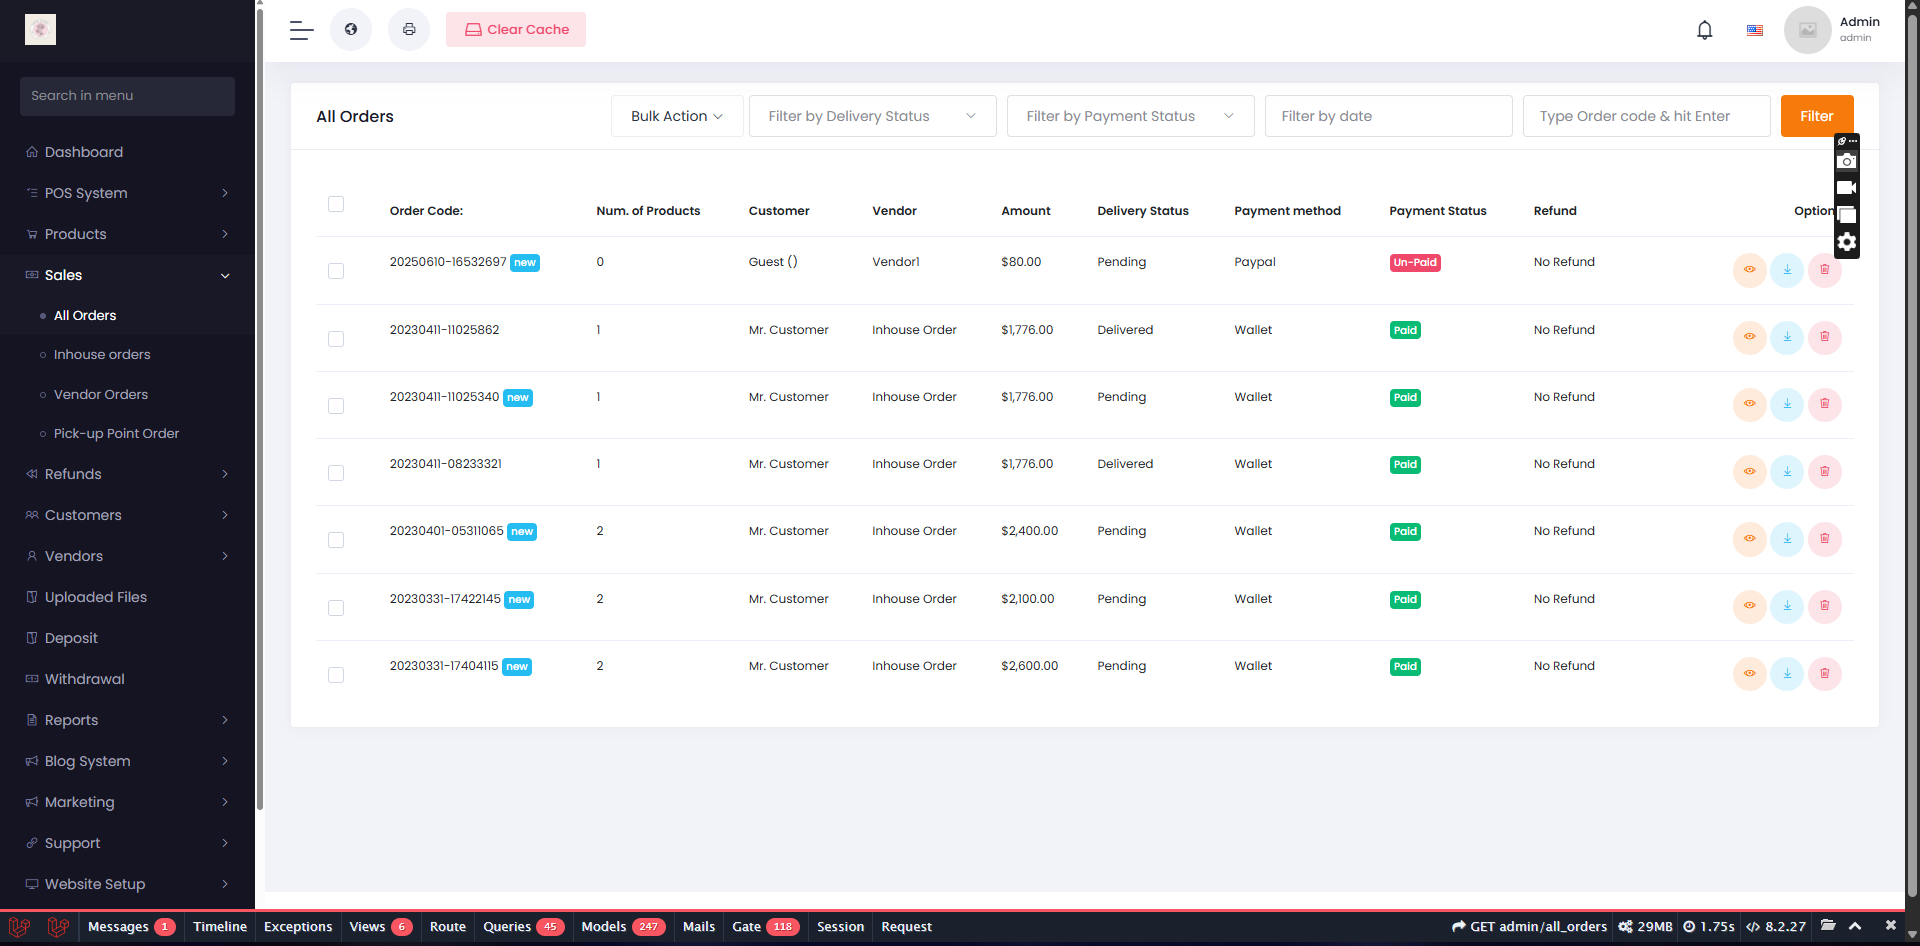 Clear Cache
Admin
admin
Search in menu
Dashboard
POS System
Products
Sales
All Orders
Inhouse orders
Vendor Orders
Pick-up Point Order
Refunds
Customers
Vendors
Uploaded Files
Deposit
Withdrawal
Reports
Blog System
Marketing
Support
Website Setup
All Orders Bulk Action Filter by Delivery Status Filter by Payment Status Filter by date Type Order code & hit Enter Filter
Order Code: Num. of Products Customer Vendor Amount Delivery Status Payment method Payment Status Refund Option
20250610-16532697 new 0 Guest () Vendor1 $80.00 Pending Paypal Un-Paid No Refund
20230411-11025862 1 Mr. Customer Inhouse Order $1,776.00 Delivered Wallet Paid No Refund
20230411-11025340 new 1 Mr. Customer Inhouse Order $1,776.00 Pending Wallet Paid No Refund
20230411-08233321 1 Mr. Customer Inhouse Order $1,776.00 Delivered Wallet Paid No Refund
20230401-05311065 new 2 Mr. Customer Inhouse Order $2,400.00 Pending Wallet Paid No Refund
20230331-17422145 new 2 Mr. Customer Inhouse Order $2,100.00 Pending Wallet Paid No Refund
20230331-17404115 new 2 Mr. Customer Inhouse Order $2,600.00 Pending Wallet Paid No Refund
Messages 1 Timeline Exceptions Views 6 Route Queries 45 Models 247 Mails Gate 118 Session Request GET admin/all_orders 29MB 1.75s 8.2.27